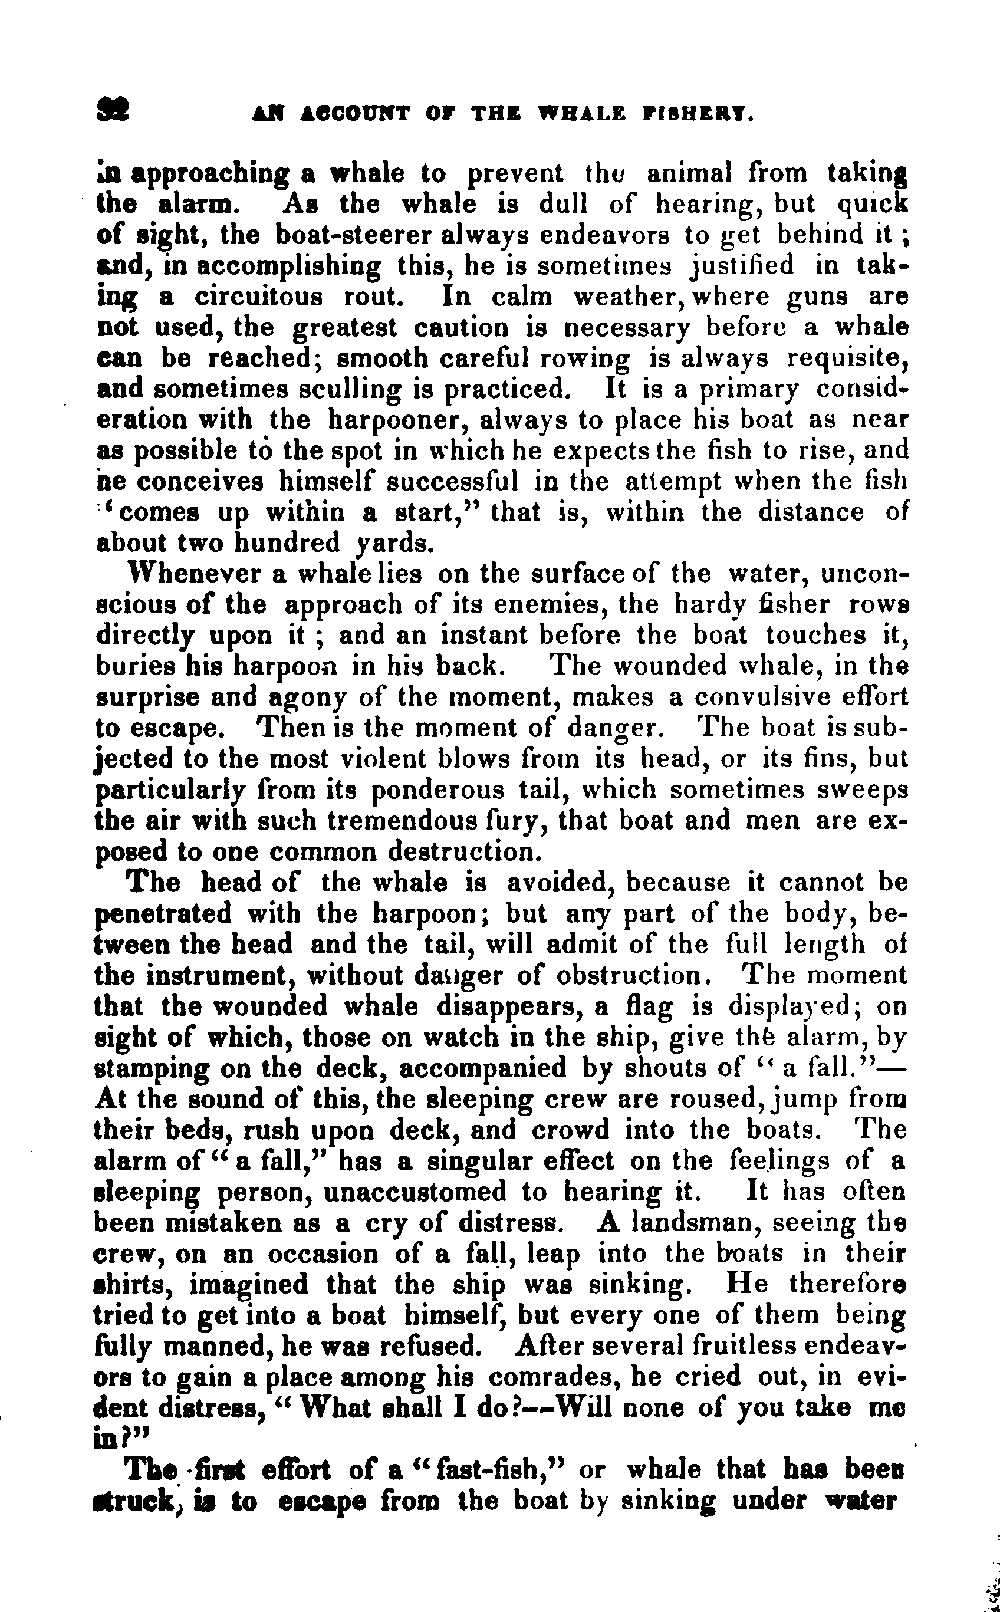 32 AN ACCOUNT OF THE WHALE FISHERY.
in approaching a whale to prevent the animal from taking
the alarm. As the whale is dull of hearing, but quick
of sight, the boat-steerer always endeavors to get behind it ;
and, in accomplishing this, he is sometimes justified in tak-
ing a circuitous rout. In calm weather, where guns are
not used, the greatest caution is necessary before a whale
can be reached; smooth careful rowing is always requisite,
and sometimes sculling is practiced. It is a primary consid-
eration with the harpooner, always to place his boat as near
as possible to the spot in which he expects the fish to rise, and
he conceives himself successful in the attempt when the fish
"comes up within a start," that is, within the distance of
about two hundred yards.
Whenever a whale lies on the surface of the water, uncon-
scious of the approach of its enemies, the hardy fisher rows
directly upon it ; and an instant before the boat touches it,
buries his harpoon in his back. The wounded whale, in the
surprise and agony of the moment, makes a convulsive effort
to escape. Then is the moment of danger. The boat is sub-
jected to the most violent blows from its head, or its fins, but
particularly from its ponderous tail, which sometimes sweeps
the air with such tremendous fury, that boat and men are ex-
posed to one common destruction.
The head of the whale is avoided, because it cannot be
penetrated with the harpoon; but any part of the body, be-
tween the head and the tail, will admit of the full length of
the instrument, without danger of obstruction. The moment
that the wounded whale disappears, a flag is displayed; on
sight of which, those on watch in the ship, give the alarm, by
stamping on the deck, accompanied by shouts of "a fall."—
At the sound of this, the sleeping crew are roused, jump from
their beds, rush upon deck, and crowd into the boats. The
alarm of "a fall," has a singular effect on the feelings of a
sleeping person, unaccustomed to hearing it. It has often
been mistaken as a cry of distress. A landsman, seeing the
crew, on an occasion of a fall, leap into the boats in their
shirts, imagined that the ship was sinking. He therefore
tried to get into a boat himself, but every one of them being
fully manned, he was refused. After several fruitless endeav-
ors to gain a place among his comrades, he cried out, in evi-
dent distress, "What shall I do?--Will none of you take me
in?"
The first effort of a "fast-fish," or whale that has been
struck, is to escape from the boat by sinking under water